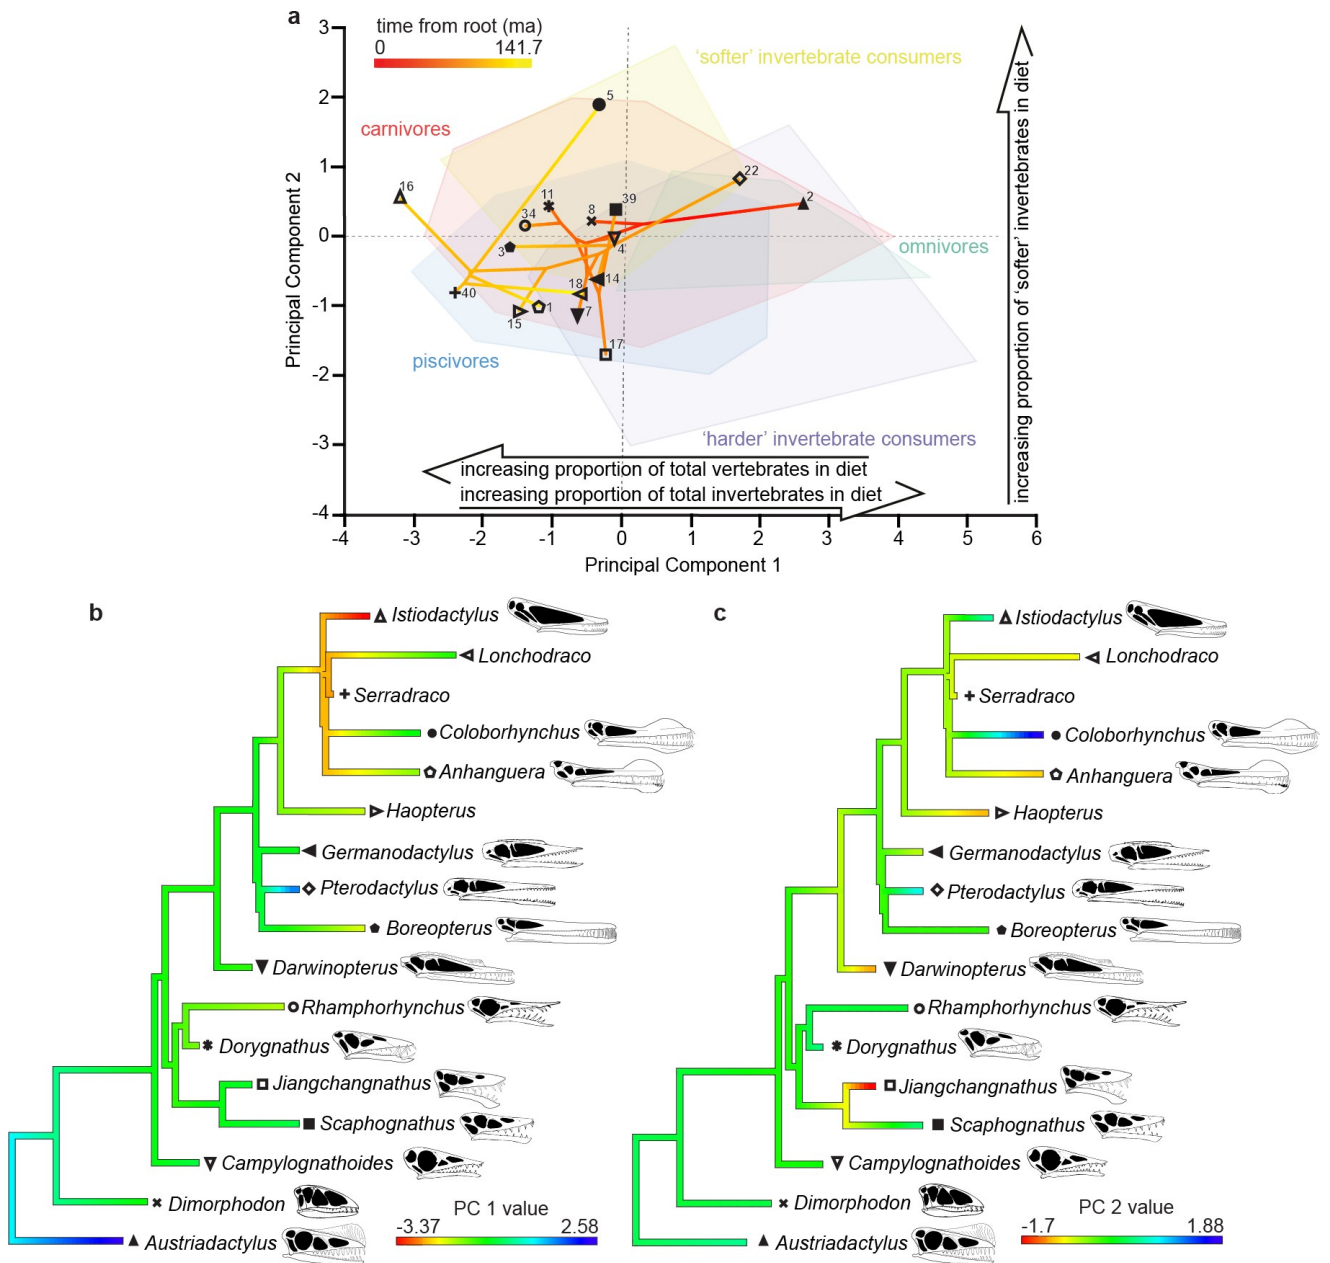 a
time from root (ma)
0 141.7
3
2
1
0
-1
-2
-3
-4
Principal Component 2
'softer' invertebrate consumers
carnivores
omnivores
piscivores
'harder' invertebrate consumers
5
16
22
2
11
39
8
34
3
4
14
18
40
1
7
15
17
increasing proportion of total vertebrates in diet
increasing proportion of total invertebrates in diet
increasing proportion of 'softer' invertebrates in diet
-4 -3 -2 -1 0 1 2 3 4 5 6
Principal Component 1
b
Istiodactylus
Lonchodraco
Serradraco
Coloborhynchus
Anhanguera
Haopterus
Germanodactylus
Pterodactylus
Boreopterus
Darwinopterus
Rhamphorhynchus
Dorygnathus
Jiangchangnathus
Scaphognathus
Campylognathoides
Dimorphodon
Austriadactylus
PC 1 value
-3.37 2.58
c
Istiodactylus
Lonchodraco
Serradraco
Coloborhynchus
Anhanguera
Haopterus
Germanodactylus
Pterodactylus
Boreopterus
Darwinopterus
Rhamphorhynchus
Dorygnathus
Jiangchangnathus
Scaphognathus
Campylognathoides
Dimorphodon
Austriadactylus
PC 2 value
-1.7 1.88